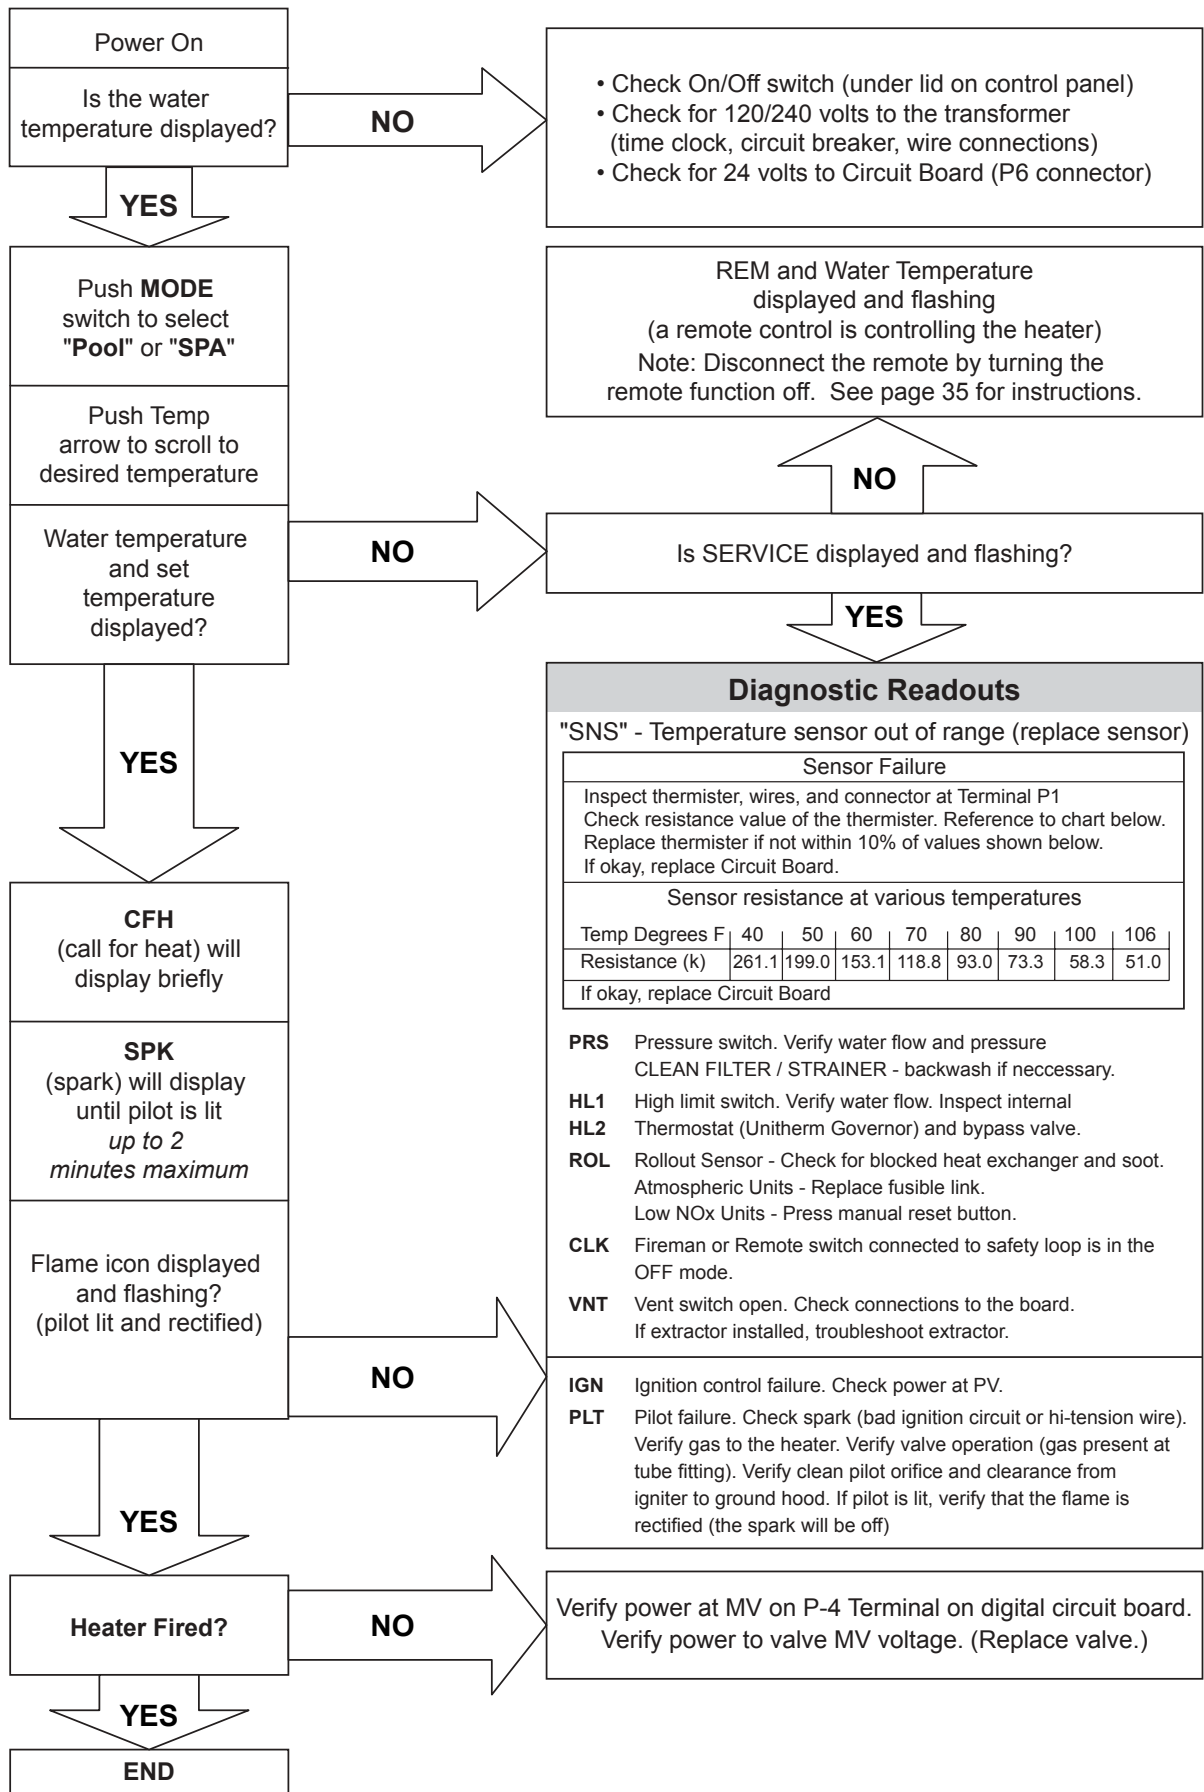 Power On
Is the water
temperature displayed?
NO
• Check On/Off switch (under lid on control panel)
• Check for 120/240 volts to the transformer
(time clock, circuit breaker, wire connections)
• Check for 24 volts to Circuit Board (P6 connector)
YES
Push MODE
switch to select
"Pool" or "SPA"
Push Temp
arrow to scroll to
desired temperature
Water temperature
and set
temperature
displayed?
NO
Is SERVICE displayed and flashing?
NO
REM and Water Temperature
displayed and flashing
(a remote control is controlling the heater)
Note: Disconnect the remote by turning the
remote function off. See page 35 for instructions.
YES
Diagnostic Readouts
"SNS" - Temperature sensor out of range (replace sensor)
Sensor Failure
Inspect thermister, wires, and connector at Terminal P1
Check resistance value of the thermister. Reference to chart below.
Replace thermister if not within 10% of values shown below.
If okay, replace Circuit Board.
Sensor resistance at various temperatures
Temp Degrees F 40 50 60 70 80 90 100 106
Resistance (k) 261.1 199.0 153.1 118.8 93.0 73.3 58.3 51.0
If okay, replace Circuit Board
PRS Pressure switch. Verify water flow and pressure
CLEAN FILTER / STRAINER - backwash if neccessary.
HL1 High limit switch. Verify water flow. Inspect internal
HL2 Thermostat (Unitherm Governor) and bypass valve.
ROL Rollout Sensor - Check for blocked heat exchanger and soot.
Atmospheric Units - Replace fusible link.
Low NOx Units - Press manual reset button.
CLK Fireman or Remote switch connected to safety loop is in the
OFF mode.
VNT Vent switch open. Check connections to the board.
If extractor installed, troubleshoot extractor.
IGN Ignition control failure. Check power at PV.
PLT Pilot failure. Check spark (bad ignition circuit or hi-tension wire).
Verify gas to the heater. Verify valve operation (gas present at
tube fitting). Verify clean pilot orifice and clearance from
igniter to ground hood. If pilot is lit, verify that the flame is
rectified (the spark will be off)
YES
CFH
(call for heat) will
display briefly
SPK
(spark) will display
until pilot is lit
up to 2
minutes maximum
Flame icon displayed
and flashing?
(pilot lit and rectified)
NO
YES
Heater Fired?
NO
Verify power at MV on P-4 Terminal on digital circuit board.
Verify power to valve MV voltage. (Replace valve.)
YES
END